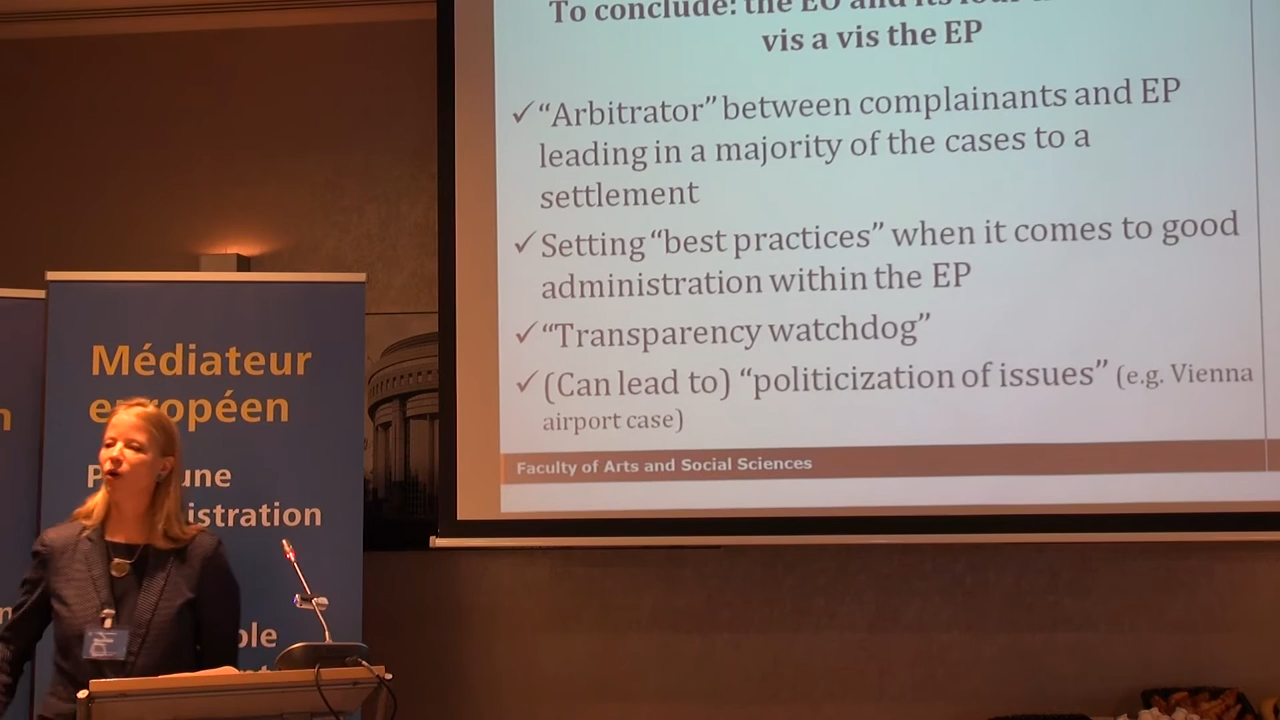 To conclude: the EO and its
vis a vis the EP
✓ “Arbitrator” between complainants and EP
leading in a majority of the cases to a
settlement
✓ Setting “best practices” when it comes to good
administration within the EP
✓ “Transparency watchdog”
✓ (Can lead to) “politicization of issues” (e.g. Vienna
airport case)
Faculty of Arts and Social Sciences
Médiateur
européen
une
istration